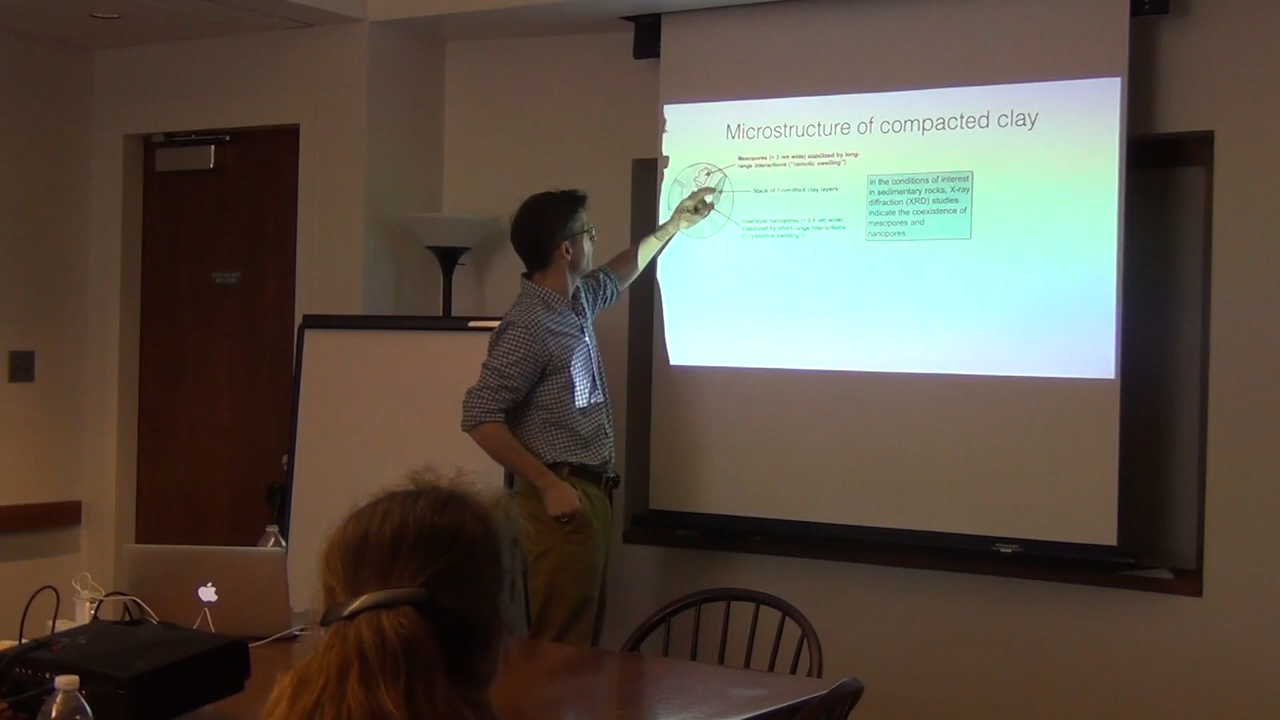 Microstructure of compacted clay
Mesopores (> 3 nm wide) stabilized by long-
range interactions ("osmotic swelling")
Stack of 1-nm-thick clay layers
Interlayer nanopores (< 2 nm wide)
stabilized by short-range interactions
("crystalline swelling")
In the conditions of interest
in sedimentary rocks, X-ray
diffraction (XRD) studies
indicate the coexistence of
mesopores and
nanopores